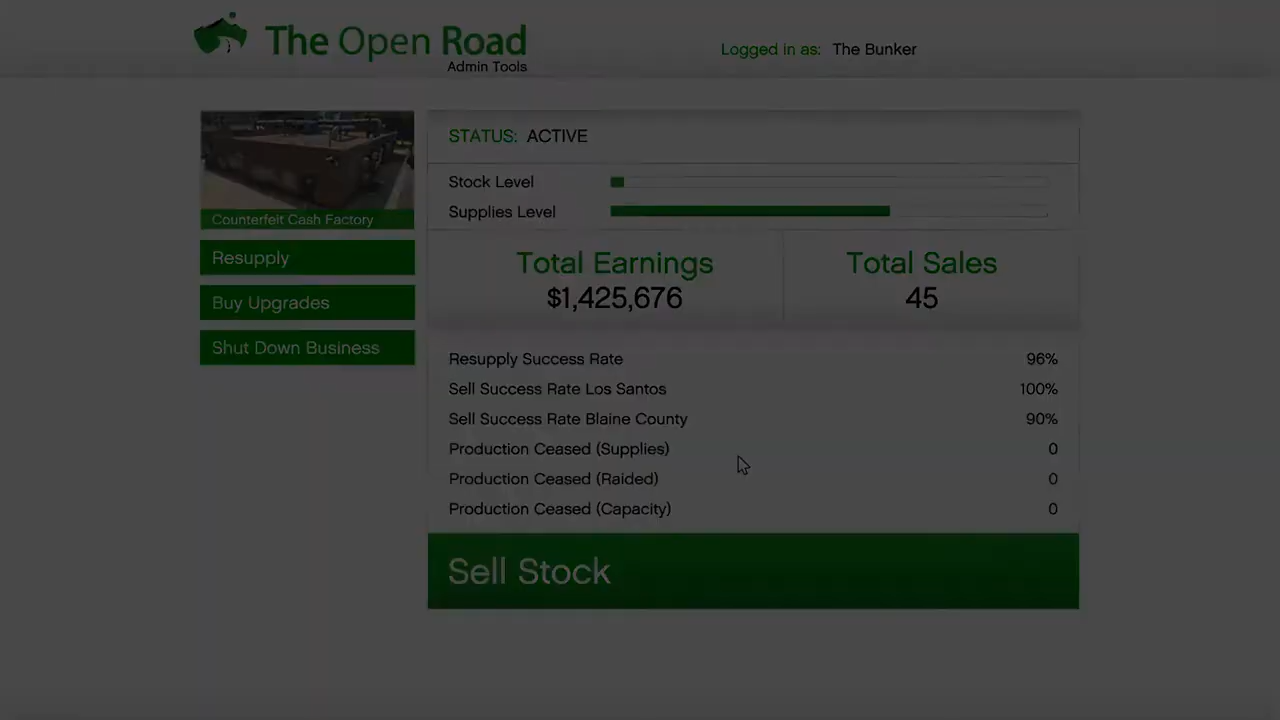 The Open Road
Admin Tools
Logged in as: The Bunker
Counterfeit Cash Factory
Resupply
Buy Upgrades
Shut Down Business
STATUS: ACTIVE
Stock Level
Supplies Level
Total Earnings
$1,425,676
Total Sales
45
Resupply Success Rate 96%
Sell Success Rate Los Santos 100%
Sell Success Rate Blaine County 90%
Production Ceased (Supplies) 0
Production Ceased (Raided) 0
Production Ceased (Capacity) 0
Sell Stock